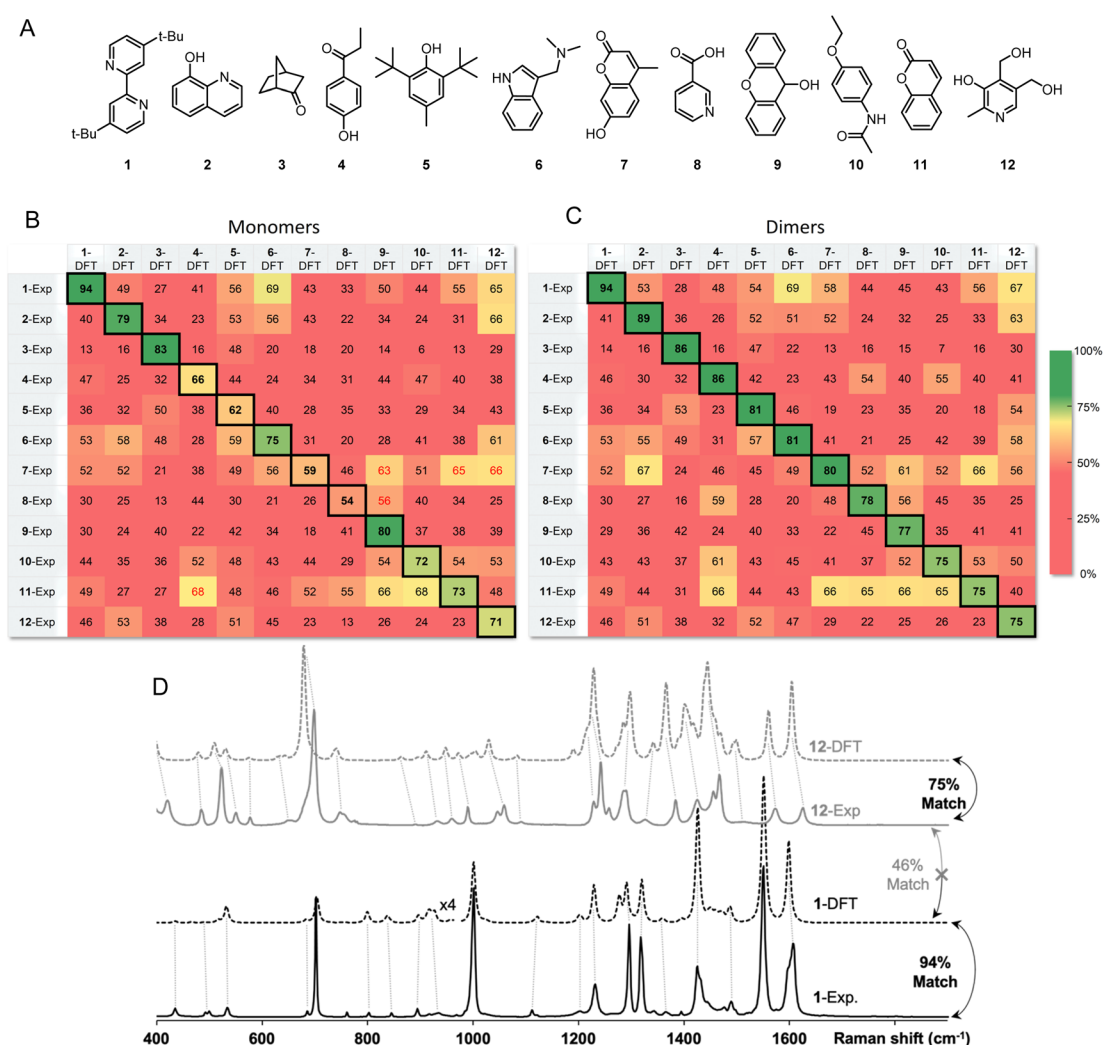 A
N
N
t-Bu
t-Bu
1
OH
N
2
O
3
O
OH
4
OH
5
N
HN
6
O
O
HO
7
O
OH
N
8
O
OH
9
O
NH
O
10
O
O
11
OH
HO
OH
N
12
B
Monomers
1- 2- 3- 4- 5- 6- 7- 8- 9- 10- 11- 12-
DFT DFT DFT DFT DFT DFT DFT DFT DFT DFT DFT DFT
1-Exp 94 49 27 41 56 69 43 33 50 44 55 65
2-Exp 40 79 34 23 53 56 43 22 34 24 31 66
3-Exp 13 16 83 16 48 20 18 20 14 6 13 29
4-Exp 47 25 32 66 44 24 34 31 44 47 40 38
5-Exp 36 32 50 38 62 40 28 35 33 29 34 43
6-Exp 53 58 48 28 59 75 31 20 28 41 38 61
7-Exp 52 52 21 38 49 56 59 46 63 51 65 66
8-Exp 30 25 13 44 30 21 26 54 56 40 34 25
9-Exp 30 24 40 22 42 34 18 41 80 37 38 39
10-Exp 44 35 36 52 48 43 44 29 54 72 54 53
11-Exp 49 27 27 68 48 46 52 55 66 68 73 48
12-Exp 46 53 38 28 51 45 23 13 26 24 23 71
C
Dimers
1- 2- 3- 4- 5- 6- 7- 8- 9- 10- 11- 12-
DFT DFT DFT DFT DFT DFT DFT DFT DFT DFT DFT DFT
1-Exp 94 53 28 48 54 69 58 44 45 43 56 67
2-Exp 41 89 36 26 52 51 52 24 32 25 33 63
3-Exp 14 16 86 16 47 22 13 16 15 7 16 30
4-Exp 46 30 32 86 42 23 43 54 40 55 40 41
5-Exp 36 34 53 23 81 46 19 23 35 20 18 54
6-Exp 53 55 49 31 57 81 41 21 25 42 39 58
7-Exp 52 67 24 46 45 49 80 52 61 52 66 56
8-Exp 30 27 16 59 28 20 48 78 56 45 35 25
9-Exp 29 36 42 24 40 33 22 45 77 35 41 41
10-Exp 43 43 37 61 43 45 41 37 52 75 53 50
11-Exp 49 44 31 66 43 44 66 65 66 65 75 40
12-Exp 46 51 38 32 52 47 29 22 25 26 23 75
100%
75%
50%
25%
0%
D
12-DFT
75%
Match
12-Exp
46%
Match
1-DFT
x4
94%
Match
1-Exp.
400 600 800 1000 1200 1400 1600 Raman shift (cm⁻¹)